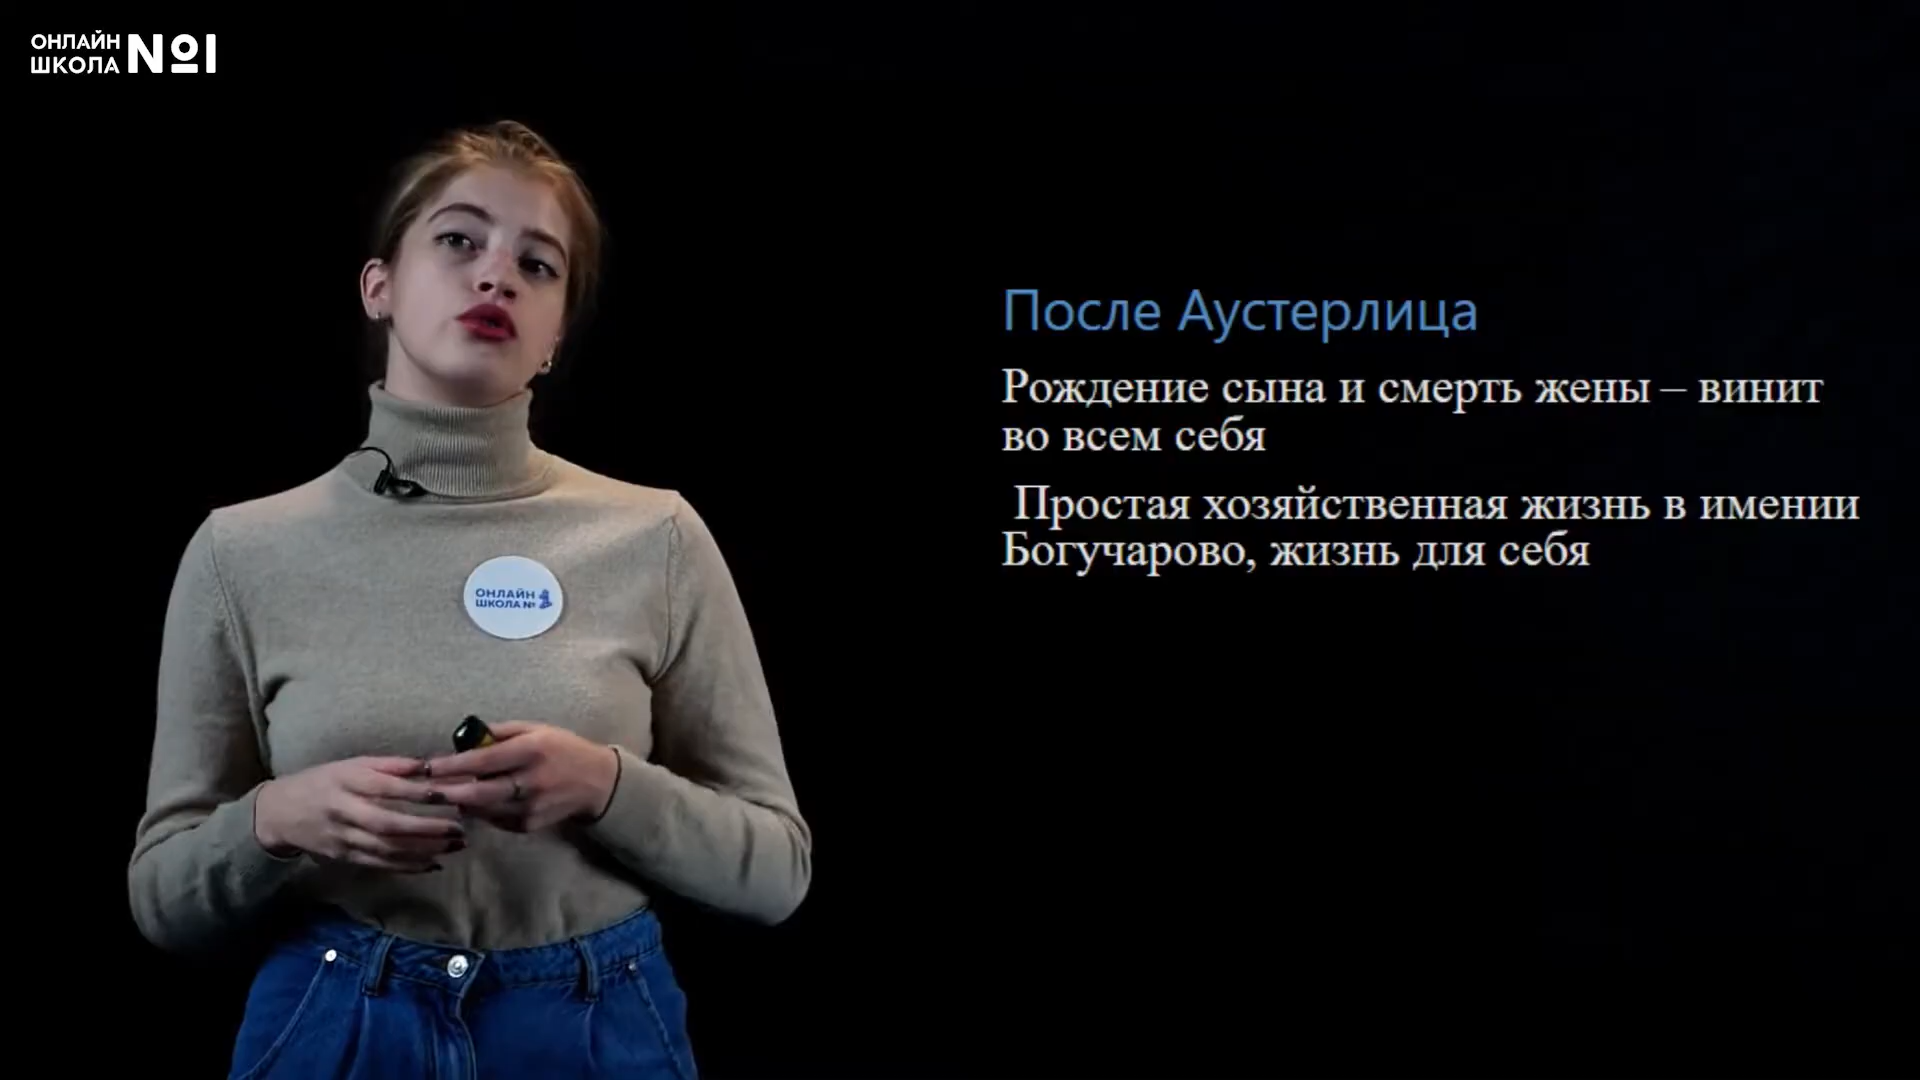 ОНЛАЙН
ШКОЛА №1
После Аустерлица
Рождение сына и смерть жены – винит
во всем себя
Простая хозяйственная жизнь в имении
Богучарово, жизнь для себя
ОНЛАЙН
ШКОЛА №1